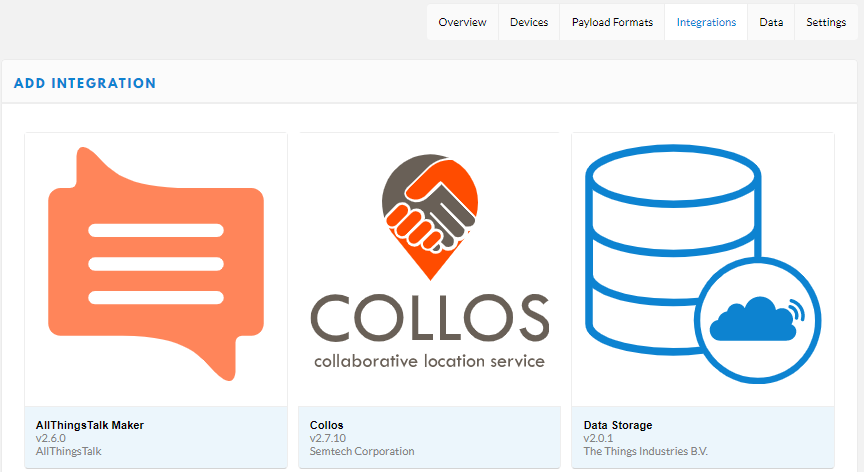 Overview Devices Payload Formats Integrations Data Settings
ADD INTEGRATION
COLLOS
collaborative location service
AllThingsTalk Maker
v2.6.0
AllThingsTalk
Collos
v2.7.10
Semtech Corporation
Data Storage
v2.0.1
The Things Industries B.V.